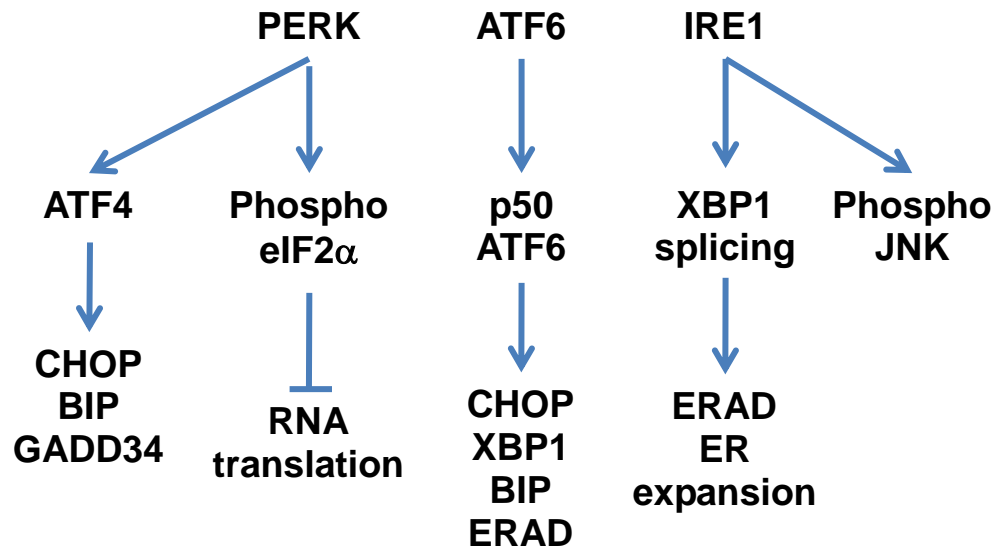 PERK
ATF6
IRE1
ATF4
Phospho
eIF2α
p50
ATF6
XBP1
splicing
Phospho
JNK
CHOP
BIP
GADD34
RNA
translation
CHOP
XBP1
BIP
ERAD
ERAD
ER
expansion